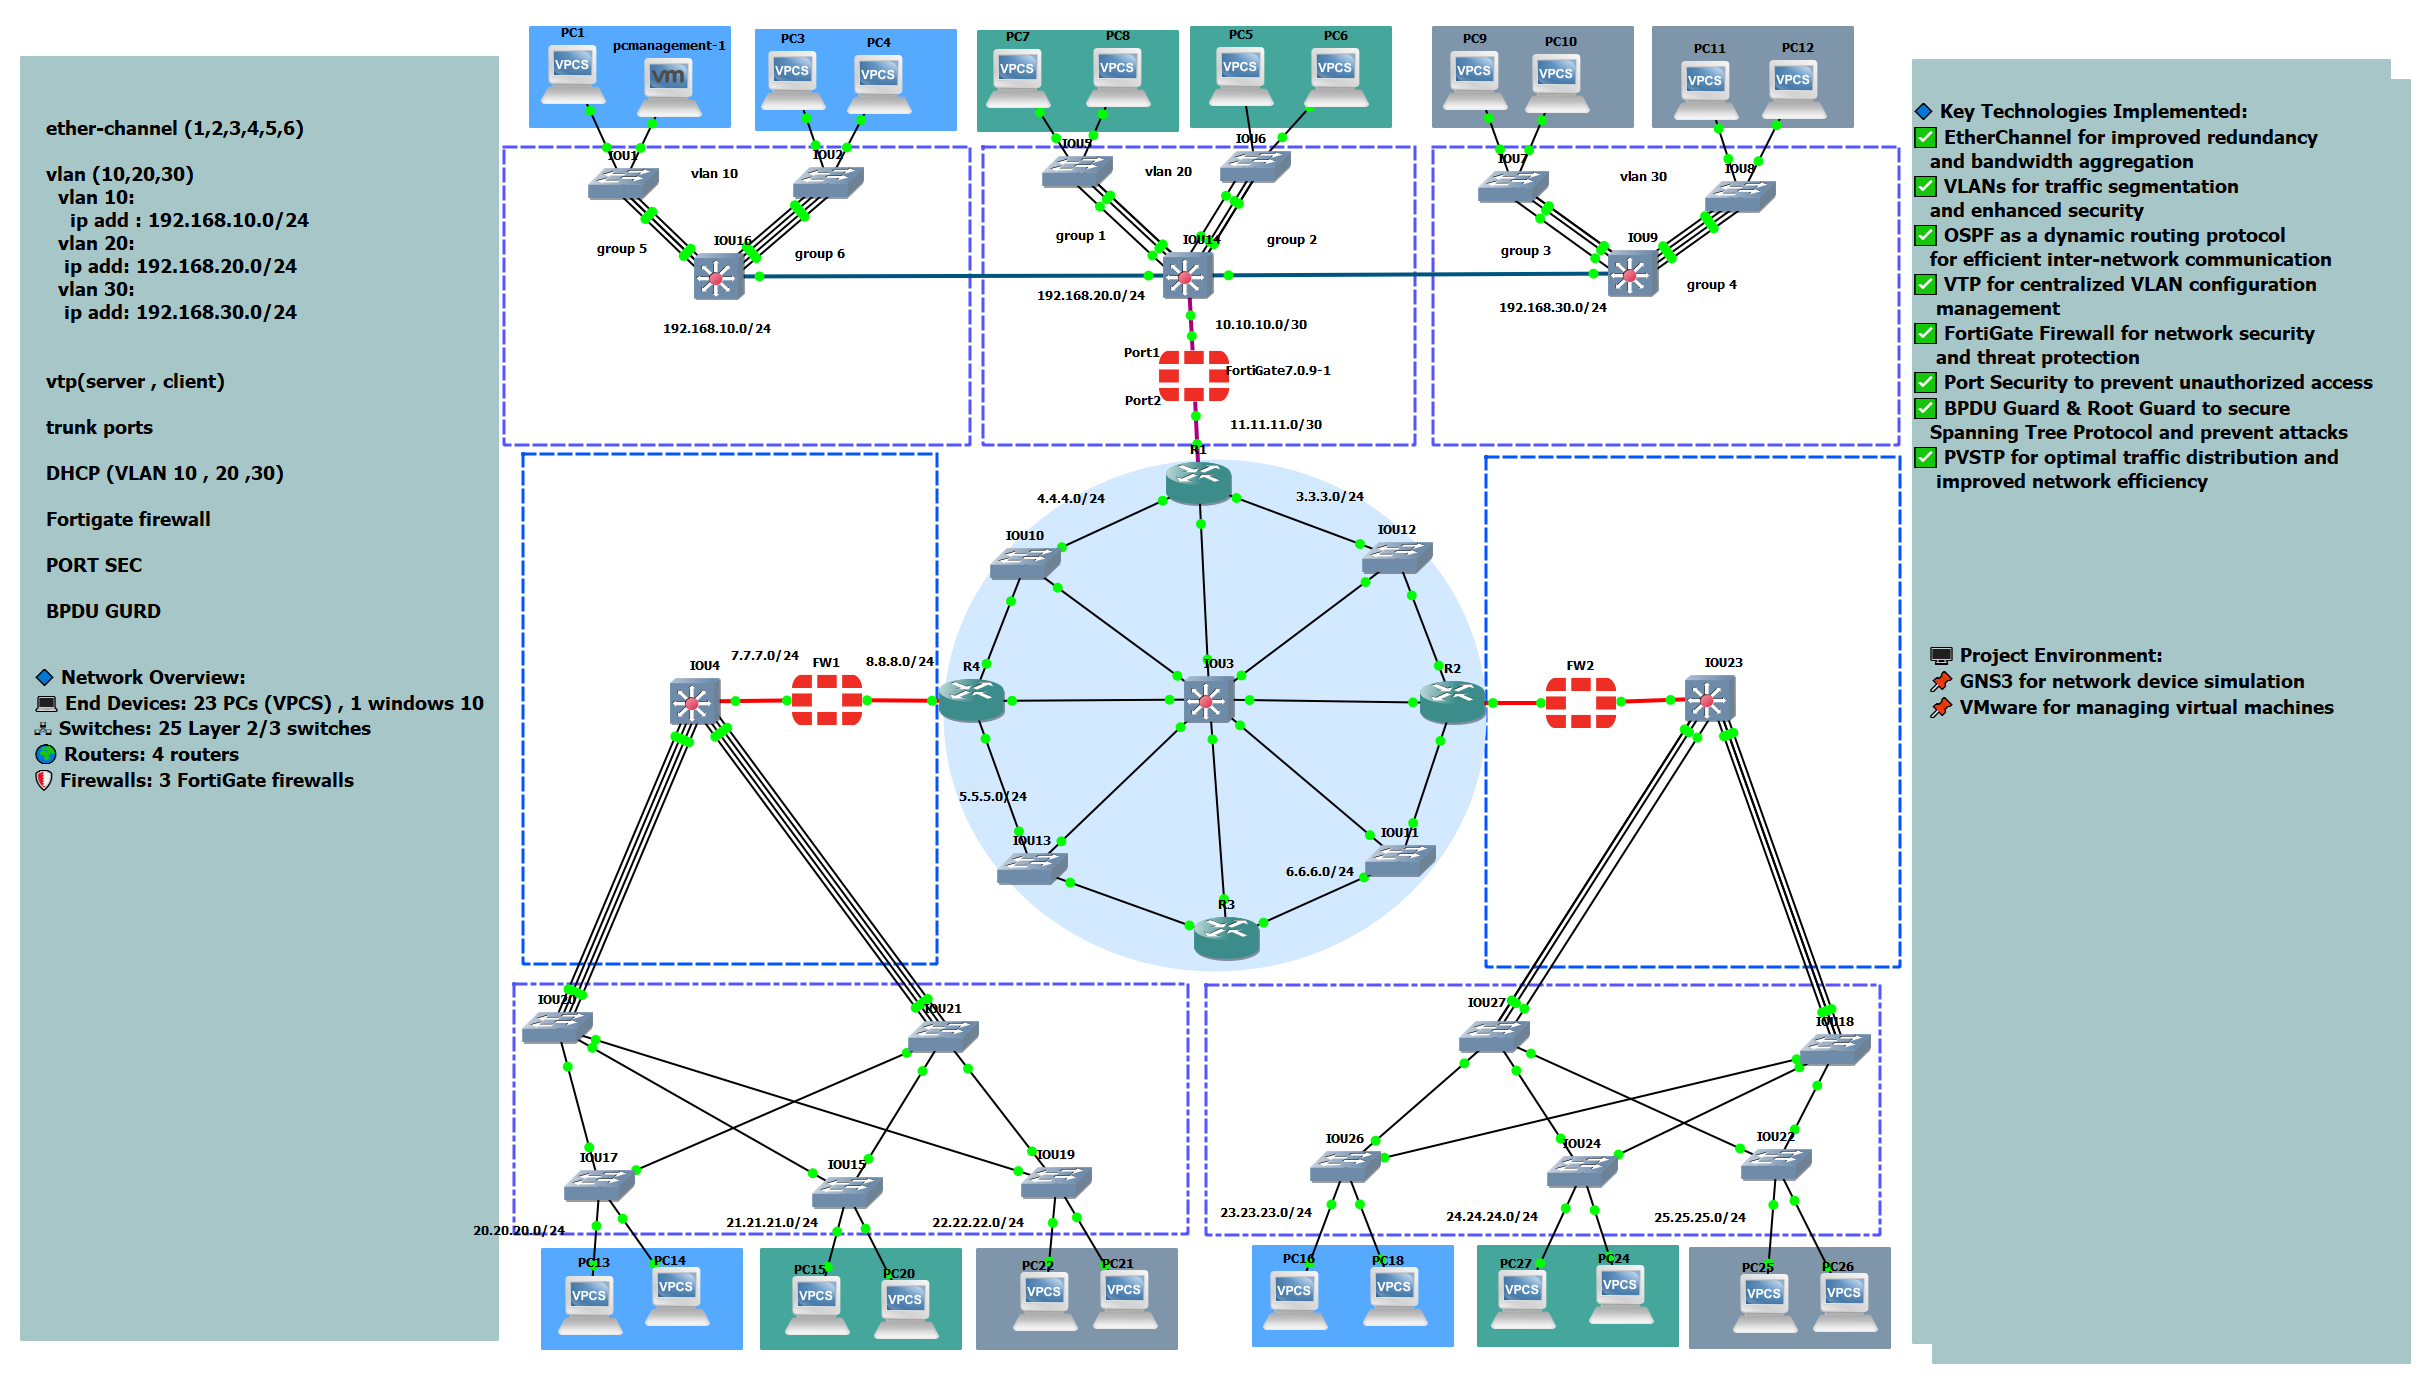 ether-channel (1,2,3,4,5,6)
vlan (10,20,30)
vlan 10:
ip add : 192.168.10.0/24
vlan 20:
ip add: 192.168.20.0/24
vlan 30:
ip add: 192.168.30.0/24
vtp(server , client)
trunk ports
DHCP (VLAN 10 , 20 ,30)
Fortigate firewall
PORT SEC
BPDU GURD
Network Overview:
End Devices: 23 PCs (VPCS) , 1 windows 10
Switches: 25 Layer 2/3 switches
Routers: 4 routers
Firewalls: 3 FortiGate firewalls
PC1
pcmanagement-1
PC3
PC4
PC7
PC8
PC5
PC6
PC9
PC10
PC11
PC12
VPCS
vm
VPCS
VPCS
VPCS
VPCS
VPCS
VPCS
VPCS
VPCS
VPCS
VPCS
IOU1
IOU2
IOU5
IOU6
IOU7
IOU8
vlan 10
vlan 20
vlan 30
group 5
IOU16
group 6
group 1
IOU14
group 2
group 3
IOU9
group 4
192.168.10.0/24
192.168.20.0/24
192.168.30.0/24
10.10.10.0/30
Port1
FortiGate7.0.9-1
Port2
11.11.11.0/30
R1
4.4.4.0/24
3.3.3.0/24
IOU10
IOU12
IOU4
7.7.7.0/24
FW1
8.8.8.0/24
R4
IOU3
R2
FW2
IOU23
5.5.5.0/24
IOU13
IOU11
6.6.6.0/24
R3
IOU20
IOU21
IOU27
IOU18
IOU17
IOU15
IOU19
IOU26
IOU24
IOU22
20.20.20.0/24
21.21.21.0/24
22.22.22.0/24
23.23.23.0/24
24.24.24.0/24
25.25.25.0/24
PC13
PC14
PC15
PC20
PC22
PC21
PC16
PC18
PC27
PC24
PC25
PC26
VPCS
VPCS
VPCS
VPCS
VPCS
VPCS
VPCS
VPCS
VPCS
VPCS
VPCS
VPCS
Key Technologies Implemented:
EtherChannel for improved redundancy
and bandwidth aggregation
VLANs for traffic segmentation
and enhanced security
OSPF as a dynamic routing protocol
for efficient inter-network communication
VTP for centralized VLAN configuration
management
FortiGate Firewall for network security
and threat protection
Port Security to prevent unauthorized access
BPDU Guard & Root Guard to secure
Spanning Tree Protocol and prevent attacks
PVSTP for optimal traffic distribution and
improved network efficiency
Project Environment:
GNS3 for network device simulation
VMware for managing virtual machines